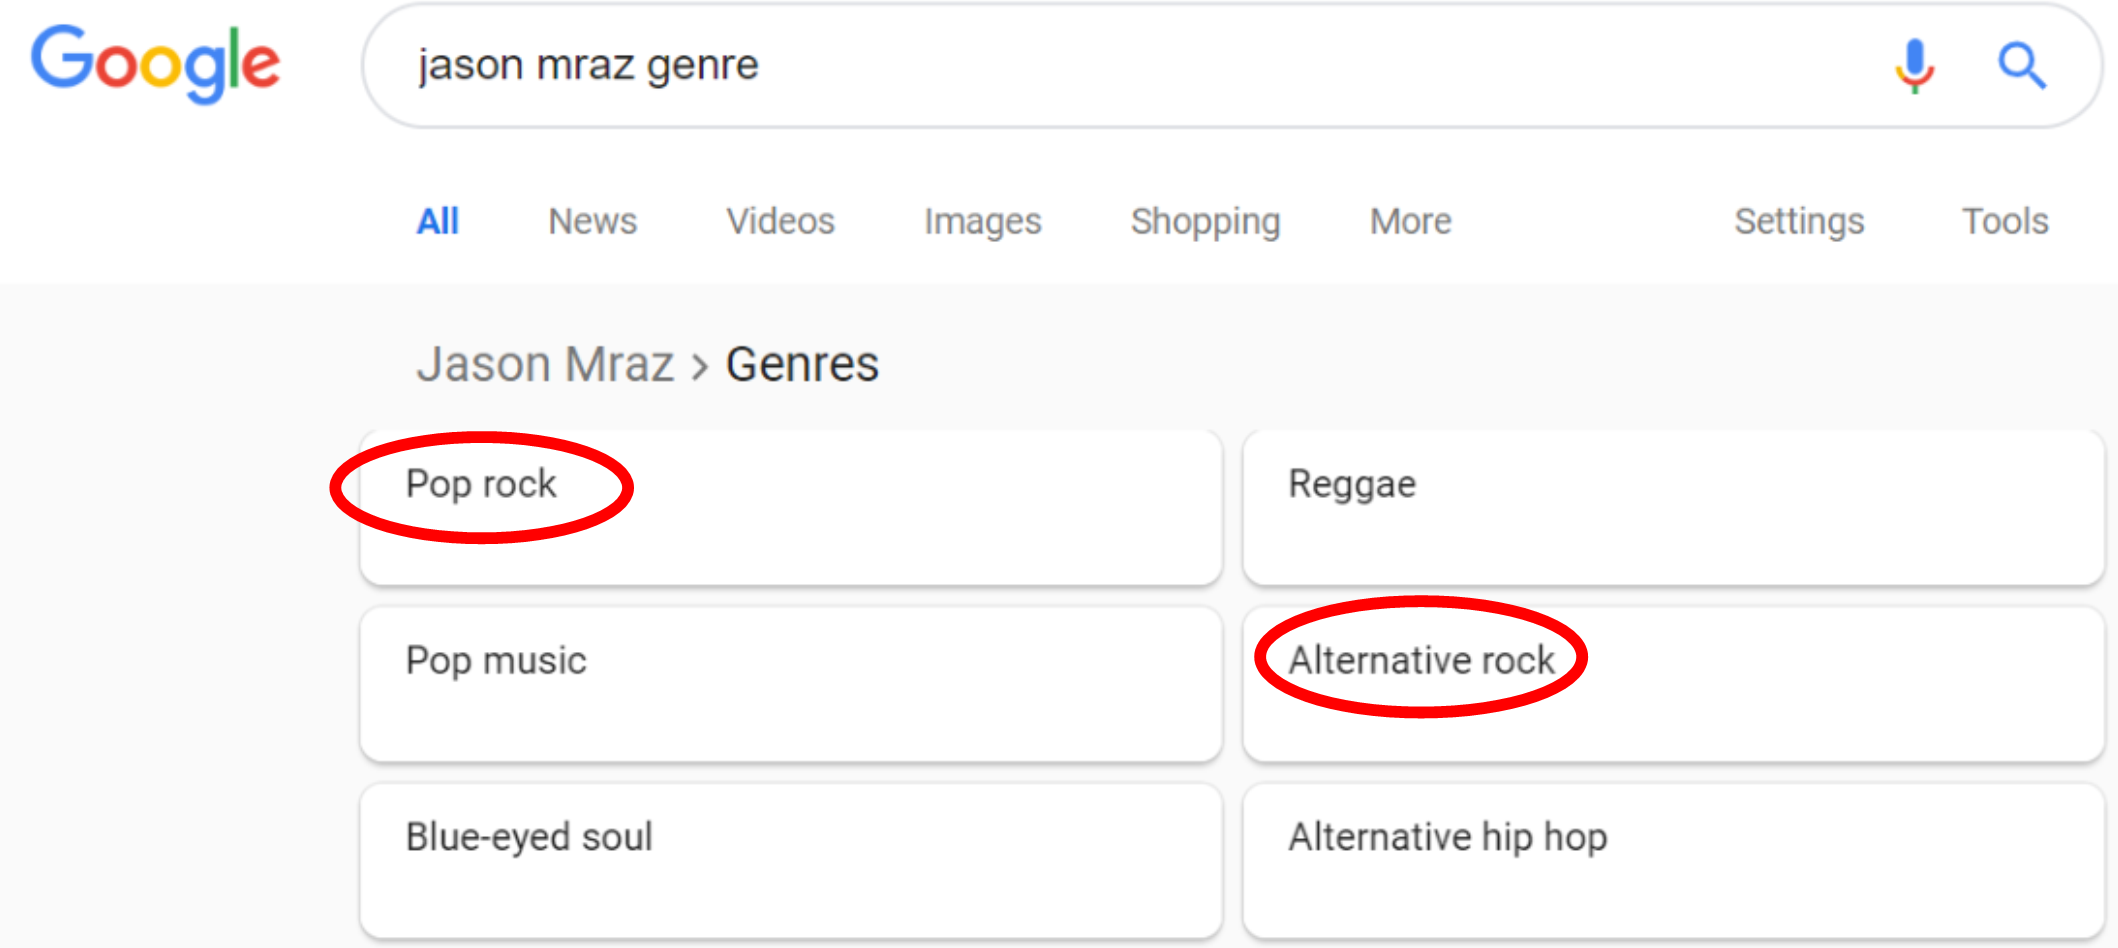 Google jason mraz genre
All News Videos Images Shopping More Settings Tools
Jason Mraz > Genres
Pop rock Reggae
Pop music Alternative rock
Blue-eyed soul Alternative hip hop